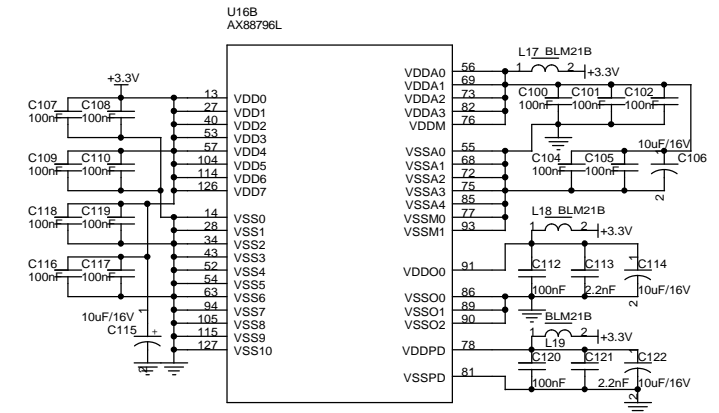 U16B
AX88796L
L17 BLM21B
1 2 +3.3V
+3.3V
C107 C108
100nF 100nF
C109 C110
100nF 100nF
C118 C119
100nF 100nF
C116 C117
100nF 100nF
10uF/16V
1
C115 +
2
13 VDD0
27 VDD1
40 VDD2
53 VDD3
57 VDD4
104 VDD5
114 VDD6
126 VDD7
14 VSS0
28 VSS1
34 VSS2
43 VSS3
52 VSS4
54 VSS5
63 VSS6
94 VSS7
105 VSS8
115 VSS9
127 VSS10
VDDA0 56
VDDA1 69
VDDA2 73
VDDA3 82
VDDM 76
VSSA0 55
VSSA1 68
VSSA2 72
VSSA3 75
VSSA4 85
VSSM0 77
VSSM1 93
VDDO0 91
VSSO0 86
VSSO1 89
VSSO2 90
VDDPD 78
VSSPD 81
C100 C101 C102
100nF 100nF 100nF
10uF/16V
C104 C105 C106
100nF 100nF
2
L18 BLM21B
1 2 +3.3V
1
C112 C113 C114
100nF 2.2nF 10uF/16V
2
BLM21B
1 2 +3.3V
L19
1
C120 C121 C122
100nF 2.2nF 10uF/16V
2